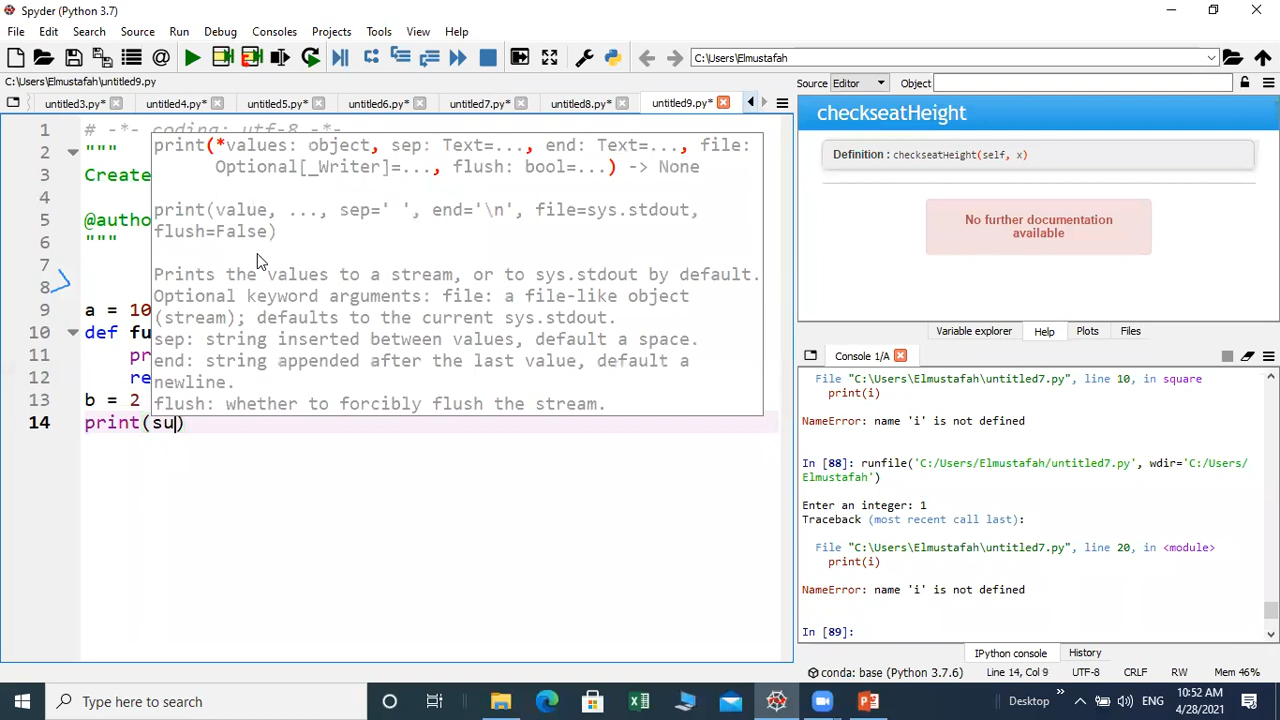 Spyder (Python 3.7)
File Edit Search Source Run Debug Consoles Projects Tools View Help
C:\Users\Elmustafah
C:\Users\Elmustafah\untitled9.py
untitled3.py* untitled4.py* untitled5.py* untitled6.py* untitled7.py* untitled8.py* untitled9.py*
1 # -*- coding: utf-8 -*-
2 """
3 Create
4
5 @autho
6 """
7
8
9 a = 10
10 def fu
11 pr
12 re
13 b = 2
14 print(su)
print(*values: object, sep: Text=..., end: Text=..., file:
Optional[_Writer]=..., flush: bool=...) -> None
print(value, ..., sep=' ', end='\n', file=sys.stdout,
flush=False)
Prints the values to a stream, or to sys.stdout by default.
Optional keyword arguments: file: a file-like object
(stream); defaults to the current sys.stdout.
sep: string inserted between values, default a space.
end: string appended after the last value, default a
newline.
flush: whether to forcibly flush the stream.
Source Editor Object
checkseatHeight
Definition : checkseatHeight(self, x)
No further documentation
available
Variable explorer Help Plots Files
Console 1/A
File "C:\Users\Elmustafah\untitled7.py", line 10, in square
print(i)
NameError: name 'i' is not defined
In [88]: runfile('C:/Users/Elmustafah/untitled7.py', wdir='C:/Users/
Elmustafah')
Enter an integer: 1
Traceback (most recent call last):
File "C:\Users\Elmustafah\untitled7.py", line 20, in <module>
print(i)
NameError: name 'i' is not defined
In [89]:
IPython console History
conda: base (Python 3.7.6) Line 14, Col 9 UTF-8 CRLF RW Mem 46%
Type here to search
Desktop » ENG
10:52 AM
4/28/2021